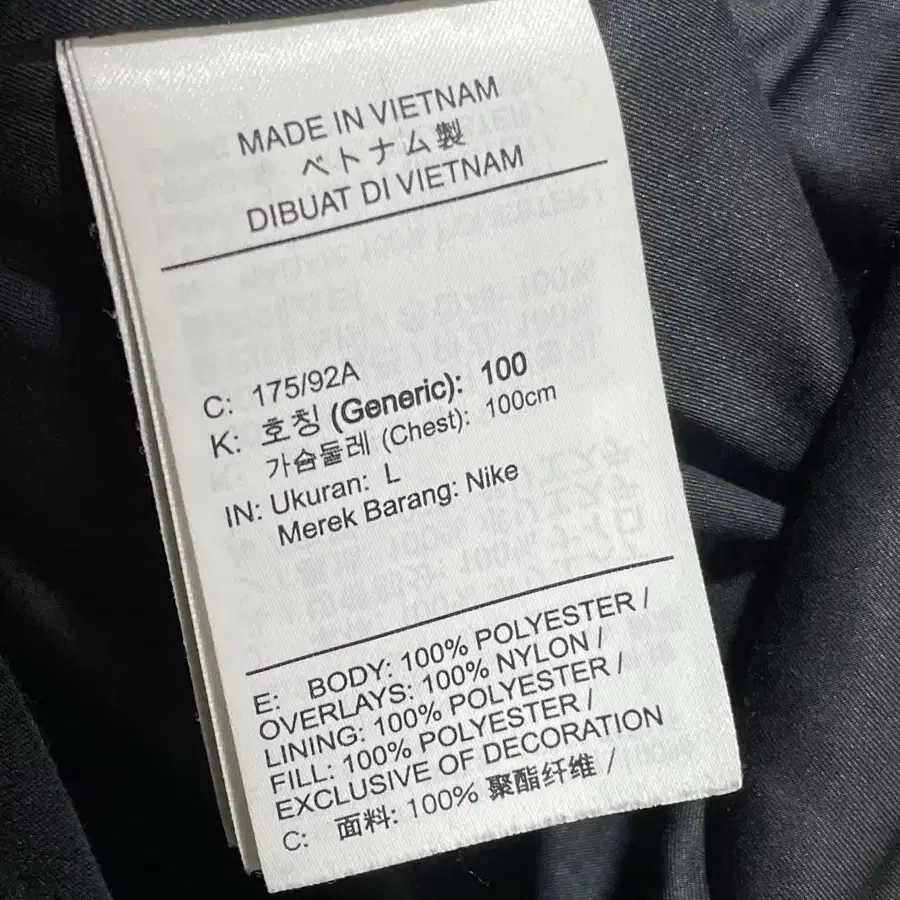 MADE IN VIETNAM
ベトナム製
DIBUAT DI VIETNAM
C: 175/92A
K: 호칭 (Generic): 100
가슴둘레 (Chest): 100cm
IN: Ukuran: L
Merek Barang: Nike
E: BODY: 100% POLYESTER /
OVERLAYS: 100% NYLON /
LINING: 100% POLYESTER /
FILL: 100% POLYESTER /
EXCLUSIVE OF DECORATION
C: 面料: 100% 聚酯纤维 /